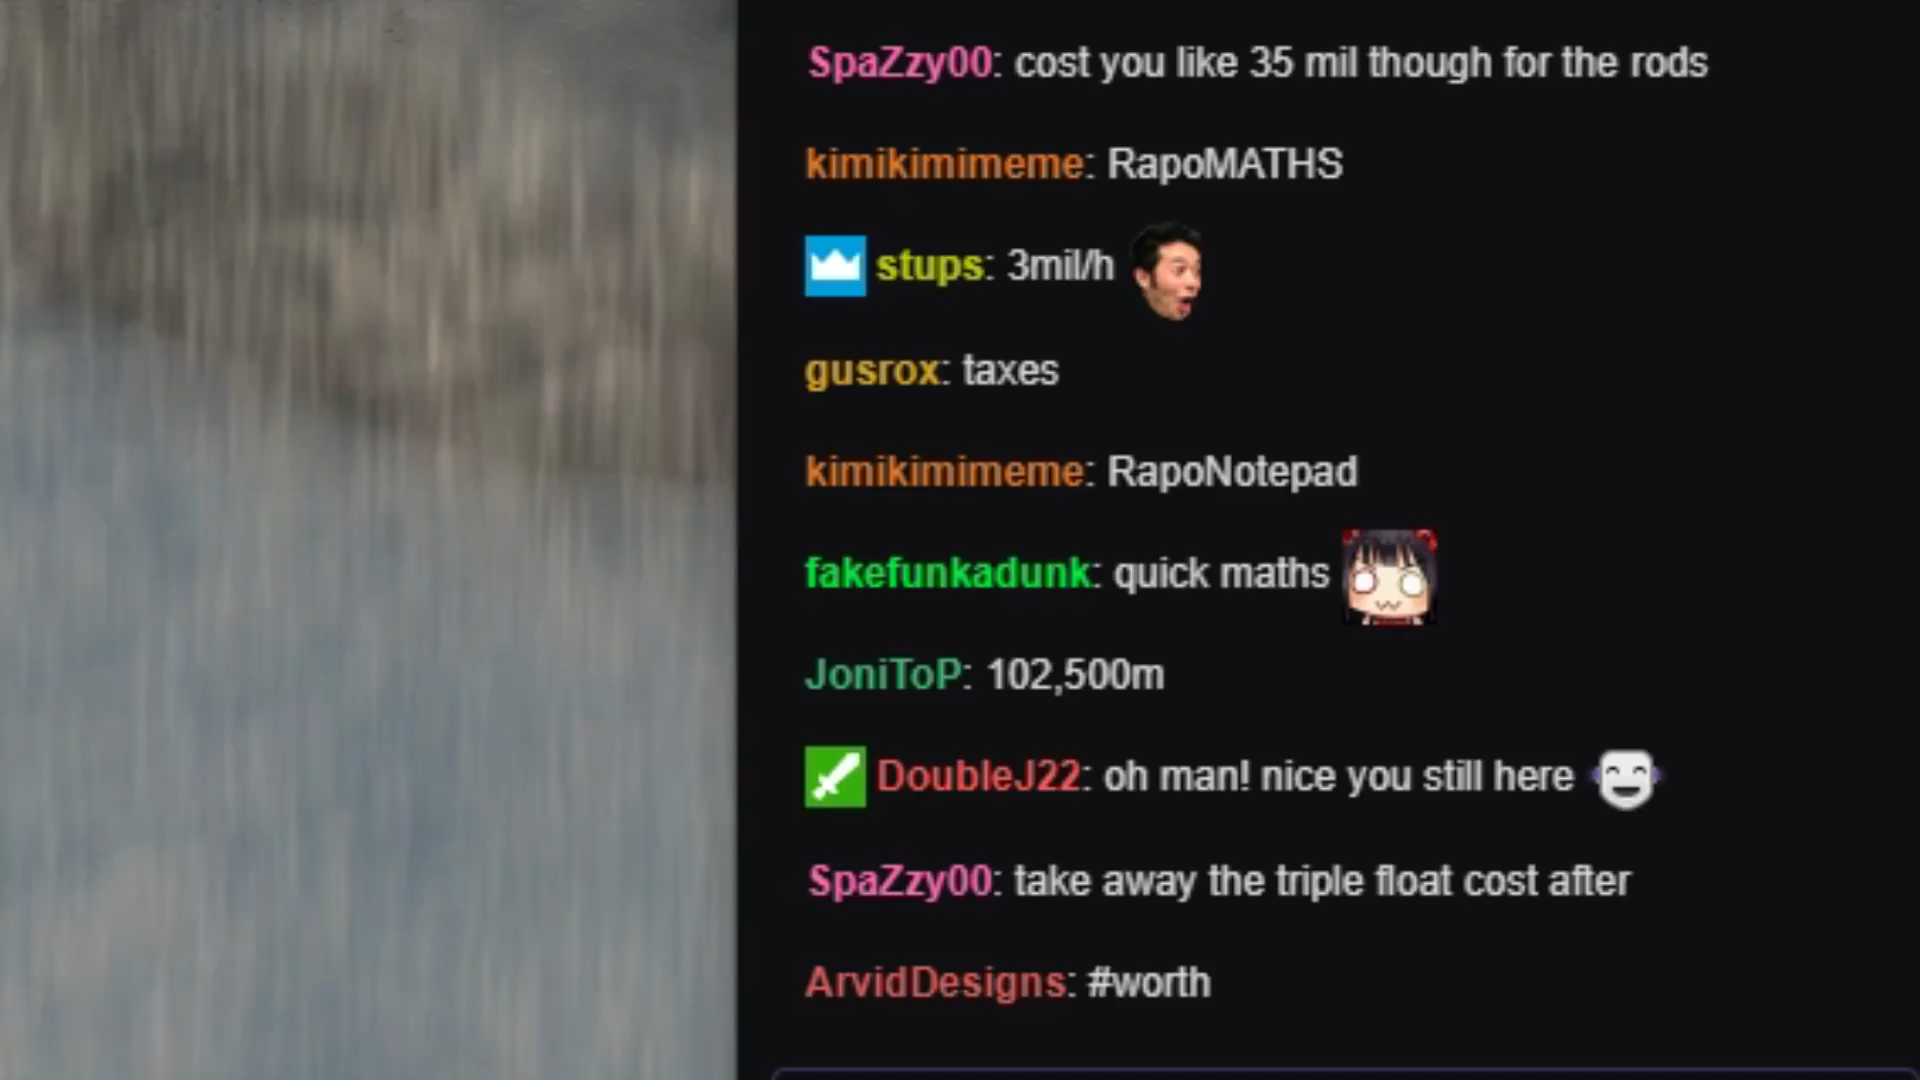 SpaZzy00: cost you like 35 mil though for the rods
kimikimimeme: RapoMATHS
stups: 3mil/h
gusrox: taxes
kimikimimeme: RapoNotepad
fakefunkadunk: quick maths
JoniToP: 102,500m
DoubleJ22: oh man! nice you still here
SpaZzy00: take away the triple float cost after
ArvidDesigns: #worth